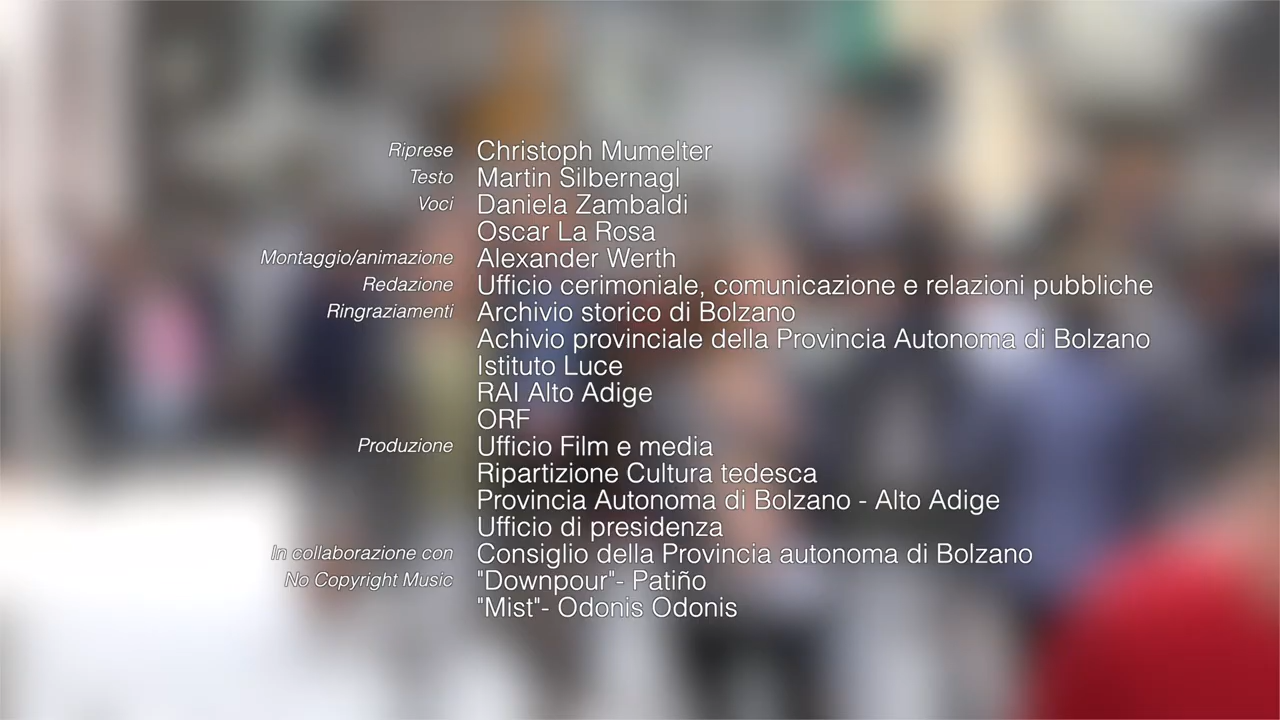 Riprese Christoph Mumelter
Testo Martin Silbernagl
Voci Daniela Zambaldi
Oscar La Rosa
Montaggio/animazione Alexander Werth
Redazione Ufficio cerimoniale, comunicazione e relazioni pubbliche
Ringraziamenti Archivio storico di Bolzano
Achivio provinciale della Provincia Autonoma di Bolzano
Istituto Luce
RAI Alto Adige
ORF
Produzione Ufficio Film e media
Ripartizione Cultura tedesca
Provincia Autonoma di Bolzano - Alto Adige
Ufficio di presidenza
In collaborazione con Consiglio della Provincia autonoma di Bolzano
No Copyright Music "Downpour"- Patiño
"Mist"- Odonis Odonis